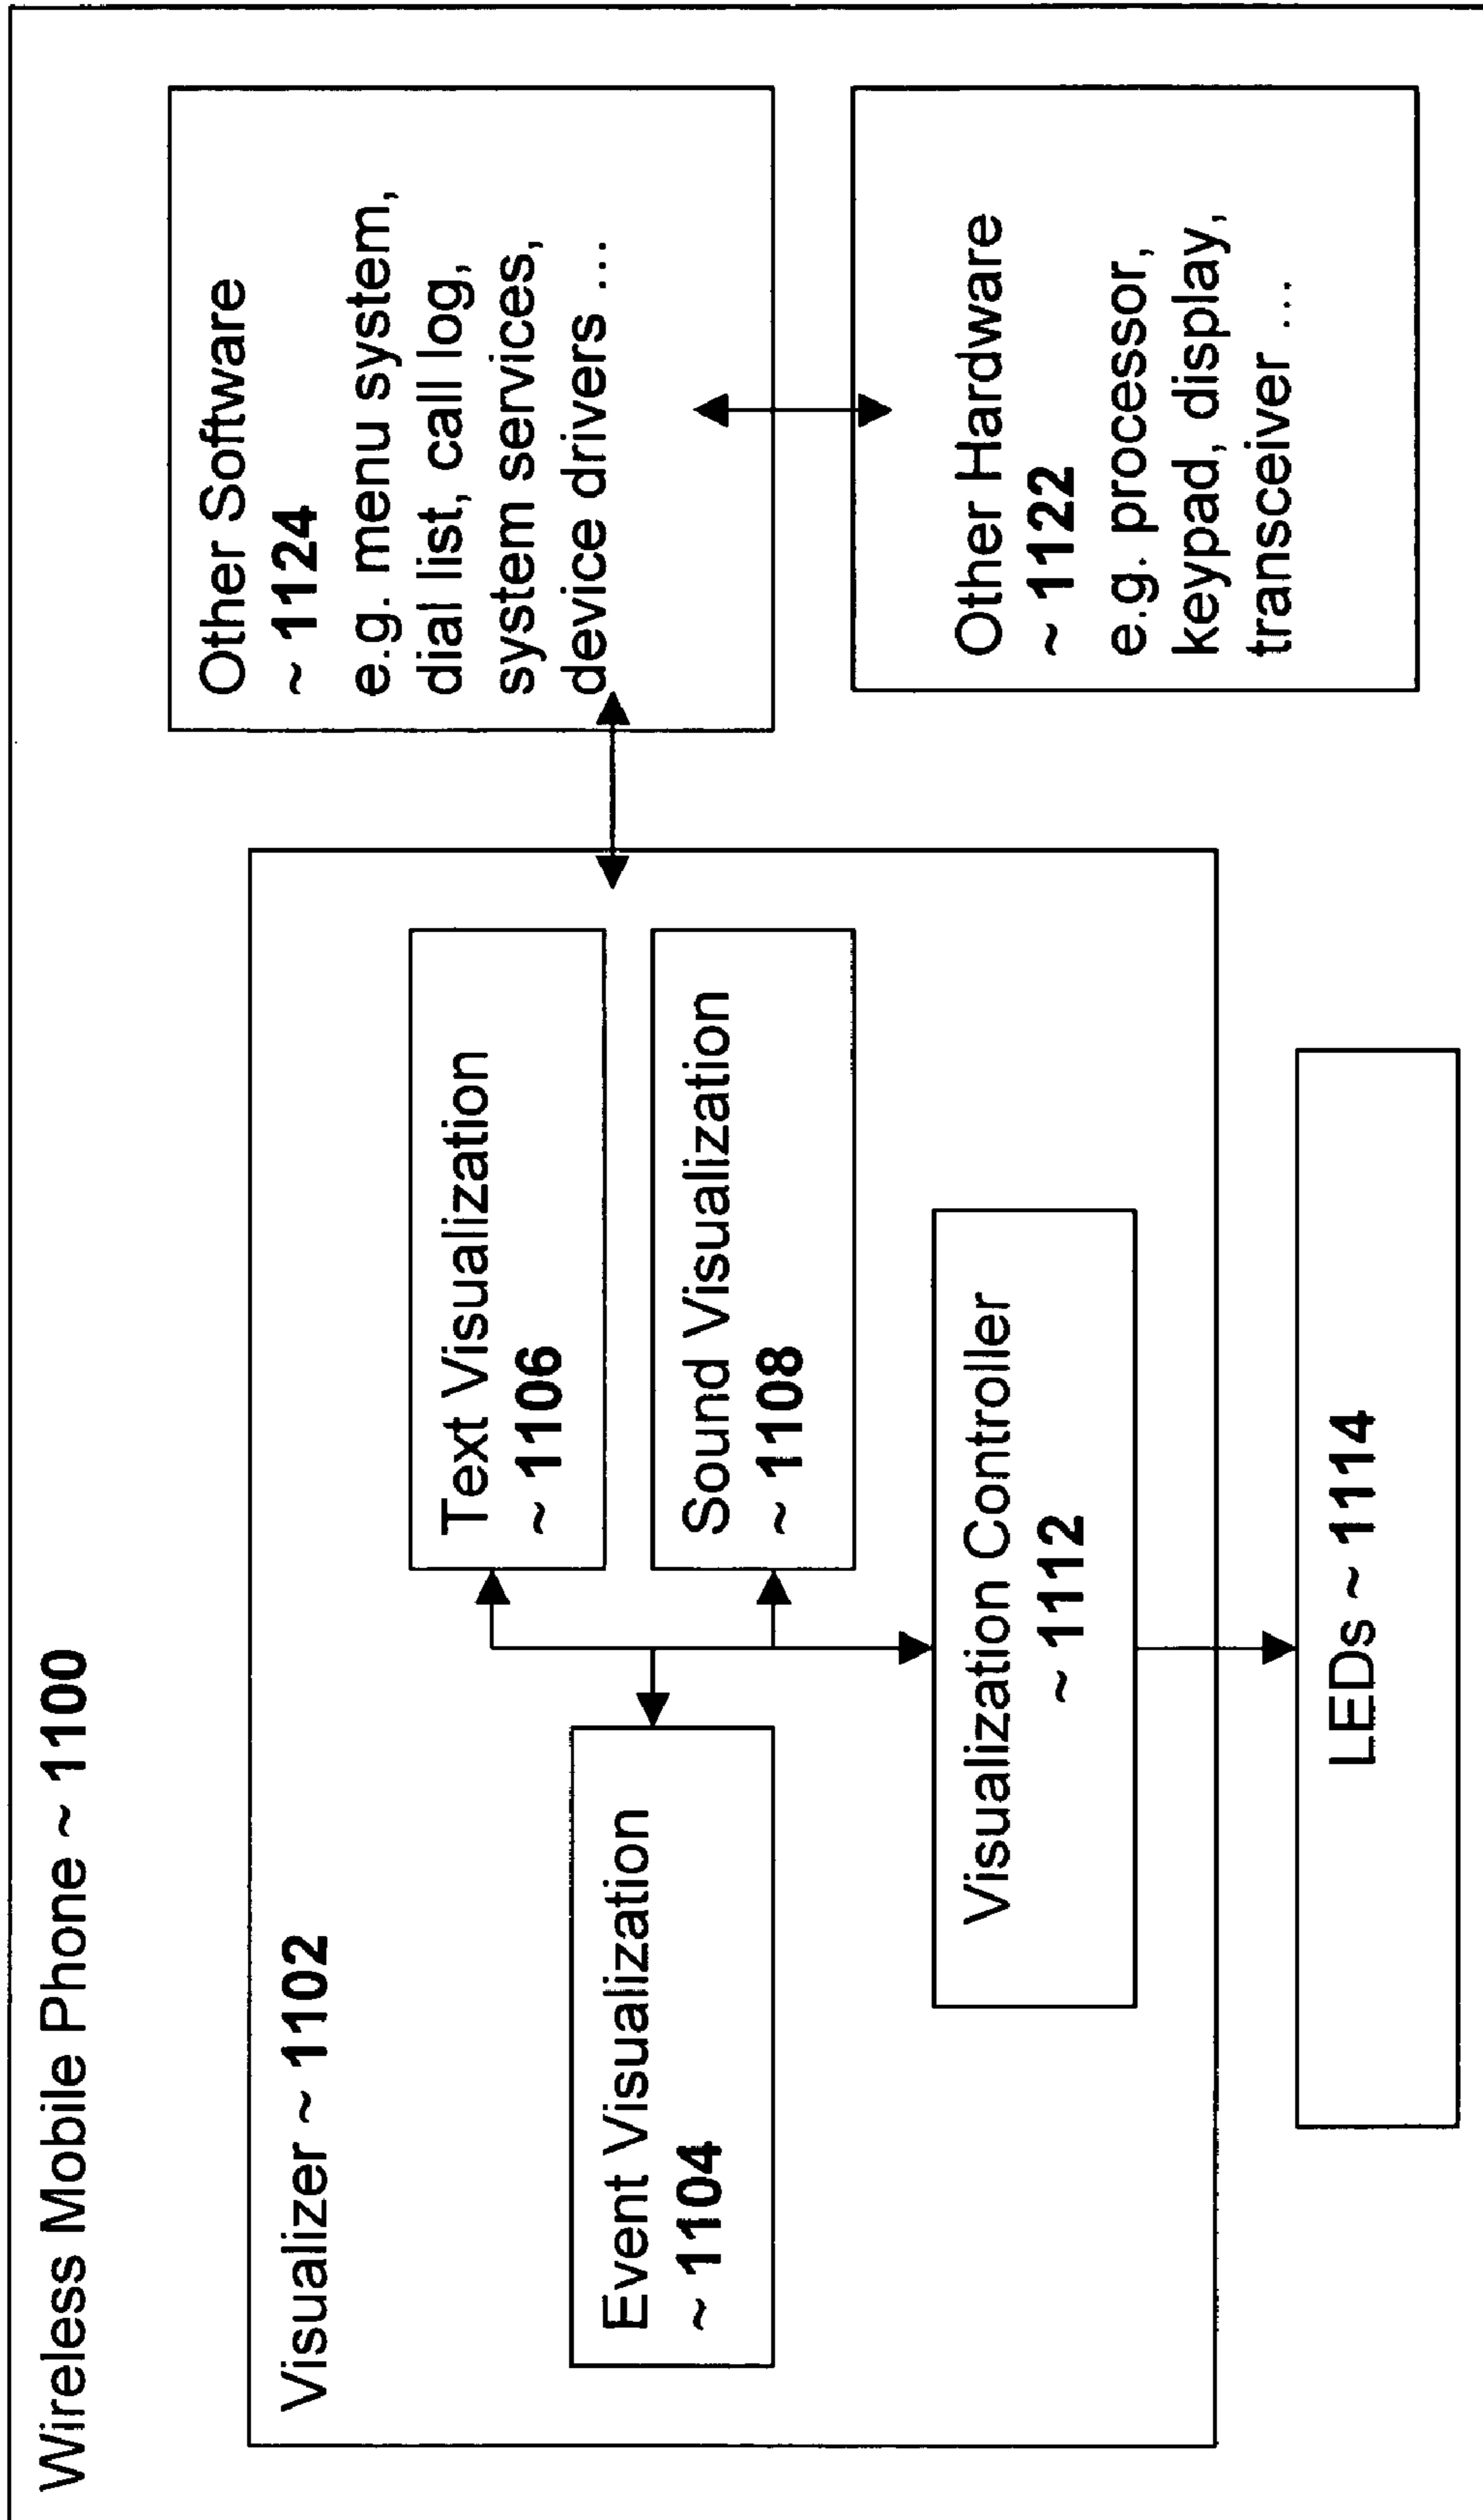 Wireless Mobile Phone ~ 1100
Visualizer ~ 1102
Event Visualization
~ 1104
Text Visualization
~ 1106
Sound Visualization
~ 1108
Visualization Controller
~ 1112
LEDs ~ 1114
Other Software
~ 1124
e.g. menu system,
dial list, call log,
system services,
device drivers ...
Other Hardware
~ 1122
e.g. processor,
keypad, display,
transceiver ...